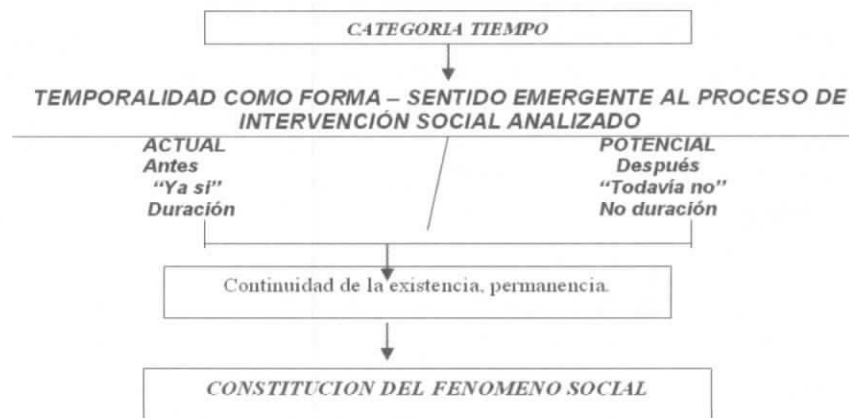 CATEGORIA TIEMPO
TEMPORALIDAD COMO FORMA – SENTIDO EMERGENTE AL PROCESO DE
INTERVENCIÓN SOCIAL ANALIZADO
ACTUAL
Antes
"Ya si"
Duración
POTENCIAL
Después
"Todavía no"
No duración
Continuidad de la existencia, permanencia.
CONSTITUCION DEL FENOMENO SOCIAL